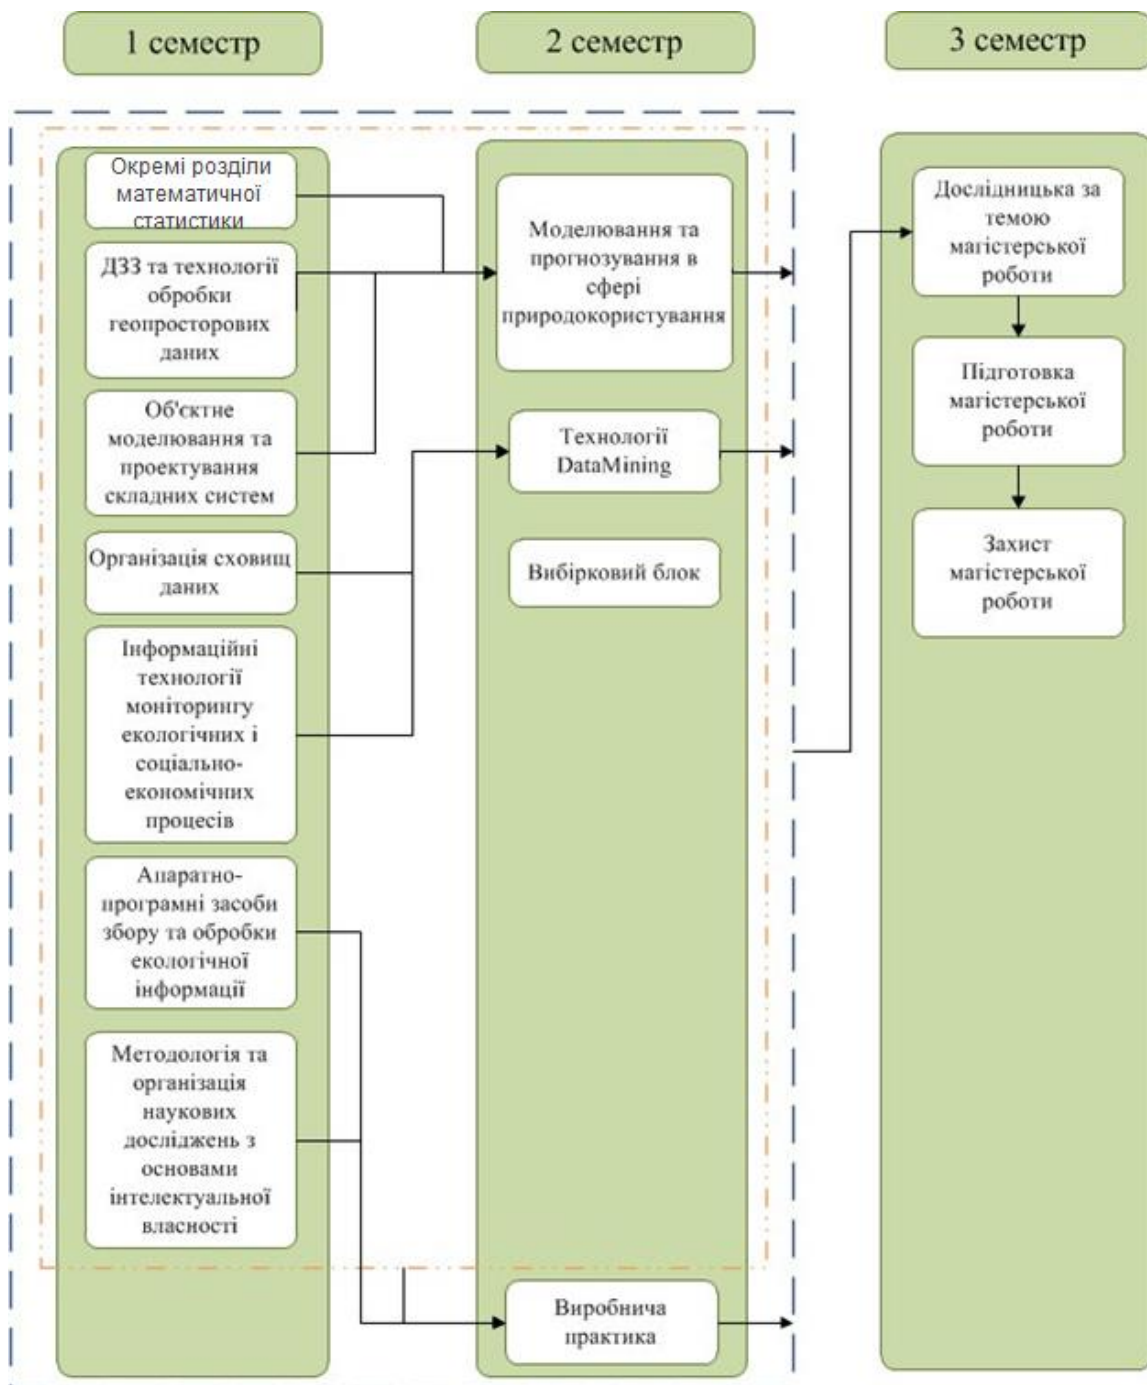 1 семестр
2 семестр
3 семестр
Окремі розділи
математичної
статистики
ДЗЗ та технології
обробки
геопросторових
даних
Об'єктне
моделювання та
проектування
складних систем
Організація сховищ
даних
Інформаційні
технології
моніторингу
екологічних і
соціально-
економічних
процесів
Апаратно-
програмні засоби
збору та обробки
екологічної
інформації
Методологія та
організація
наукових
досліджень з
основами
інтелектуальної
власності
Моделювання та
прогнозування в
сфері
природокористування
Технології
DataMining
Вибірковий блок
Виробнича
практика
Дослідницька за
темою
магістерської
роботи
Підготовка
магістерської
роботи
Захист
магістерської
роботи